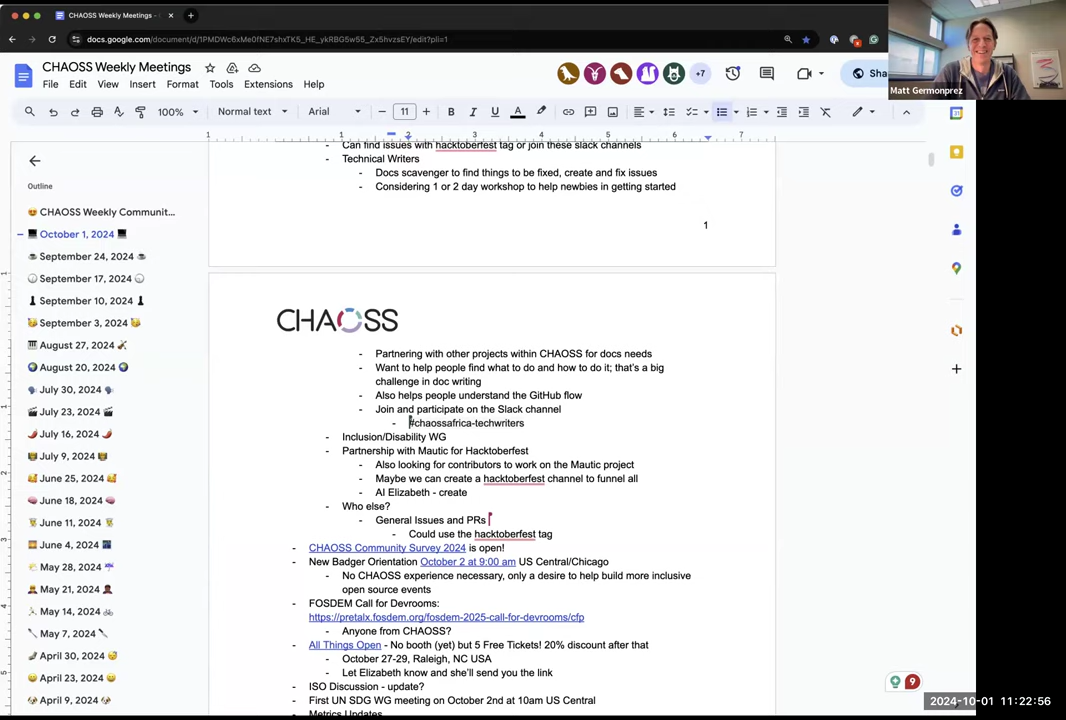 CHAOSS Weekly Meetings -
docs.google.com/document/d/1PMDWc6xMe0fNE7shxTK5_HE_ykRBG5w55_Zx5hvzsEY/edit?pli=1
CHAOSS Weekly Meetings
File Edit View Insert Format Tools Extensions Help
+7
Sha
Matt Germonprez
100% Normal text Arial 11
1 1 2 3 4 5 6 7
Outline
😍 CHAOSS Weekly Communit...
October 1, 2024
September 24, 2024
September 17, 2024
September 10, 2024
September 3, 2024
August 27, 2024
August 20, 2024
July 30, 2024
July 23, 2024
July 16, 2024
July 9, 2024
June 25, 2024
June 18, 2024
June 11, 2024
June 4, 2024
May 28, 2024
May 21, 2024
May 14, 2024
May 7, 2024
April 30, 2024
April 23, 2024
April 9, 2024
- Can find issues with hacktoberfest tag or join these slack channels
- Technical Writers
- Docs scavenger to find things to be fixed, create and fix issues
- Considering 1 or 2 day workshop to help newbies in getting started
1
CHAOSS
- Partnering with other projects within CHAOSS for docs needs
- Want to help people find what to do and how to do it; that's a big
challenge in doc writing
- Also helps people understand the GitHub flow
- Join and participate on the Slack channel
- #chaossafrica-techwriters
- Inclusion/Disability WG
- Partnership with Mautic for Hacktoberfest
- Also looking for contributors to work on the Mautic project
- Maybe we can create a hacktoberfest channel to funnel all
- AI Elizabeth - create
- Who else?
- General Issues and PRs
- Could use the hacktoberfest tag
- CHAOSS Community Survey 2024 is open!
- New Badger Orientation October 2 at 9:00 am US Central/Chicago
- No CHAOSS experience necessary, only a desire to help build more inclusive
open source events
- FOSDEM Call for Devrooms:
https://pretalx.fosdem.org/fosdem-2025-call-for-devrooms/cfp
- Anyone from CHAOSS?
- All Things Open - No booth (yet) but 5 Free Tickets! 20% discount after that
- October 27-29, Raleigh, NC USA
- Let Elizabeth know and she'll send you the link
- ISO Discussion - update?
- First UN SDG WG meeting on October 2nd at 10am US Central
- Metrics Updates
9
2024-10-01 11:22:56